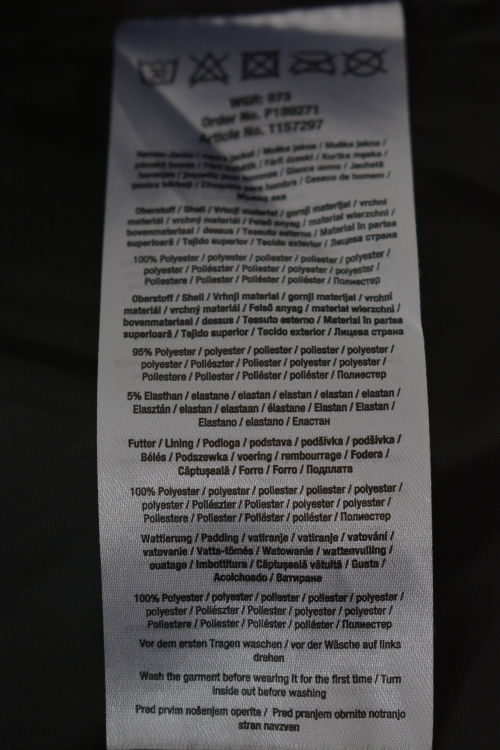 WGR: 973
Order No. P199271
Article No. 1157297
Oberstoff / Shell / Vrhnji material / gornji materijal / vrchní
materiál / vrchný materiál / Felső anyag / materiał wierzchni /
bovenmateriaal / dessus / Tessuto esterno / Material în partea
superioară / Tejido superior / Tecido exterior / Лицева страна
100% Polyester / polyester / poliester / poliester / polyester /
polyester / Poliészter / Poliester / polyester / polyester /
Poliestere / Poliester / Poliéster / poliéster / Полиестер
Oberstoff / Shell / Vrhnji material / gornji materijal / vrchní
materiál / vrchný materiál / Felső anyag / materiał wierzchni /
bovenmateriaal / dessus / Tessuto esterno / Material în partea
superioară / Tejido superior / Tecido exterior / Лицева страна
95% Polyester / polyester / poliester / poliester / polyester /
polyester / Poliészter / Poliester / polyester / polyester /
Poliestere / Poliester / Poliéster / poliéster / Полиестер
5% Elasthan / elastane / elastan / elastan / elastan / elastan /
Elasztán / elastan / elastaan / élastane / Elastan / Elastan /
Elastano / elastano / Еластан
Futter / Lining / Podloga / podstava / podšívka / podšívka /
Bélés / Podszewka / voering / rembourrage / Fodera /
Căptușeală / Forro / Forro / Подплата
100% Polyester / polyester / poliester / poliester / polyester /
polyester / Poliészter / Poliester / polyester / polyester /
Poliestere / Poliester / Poliéster / poliéster / Полиестер
Wattierung / Padding / vatiranje / vatiranje / vatování /
vatovanie / Vatta-tömés / Watowanie / wattenvulling /
ouatage / Imbottitura / Căptușeală vătuită / Guata /
Acolchoado / Ватиране
100% Polyester / polyester / poliester / poliester / polyester /
polyester / Poliészter / Poliester / polyester / polyester /
Poliestere / Poliester / Poliéster / poliéster / Полиестер
Vor dem ersten Tragen waschen / vor der Wäsche auf links
drehen
Wash the garment before wearing it for the first time / Turn
inside out before washing
Pred prvim nošenjem operite / Pred pranjem obrnite notranjo
stran navzven